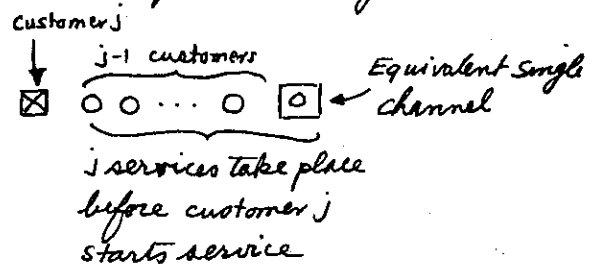 customer j
j-1 customers
Equivalent single
channel
j services take place
before customer j
starts service